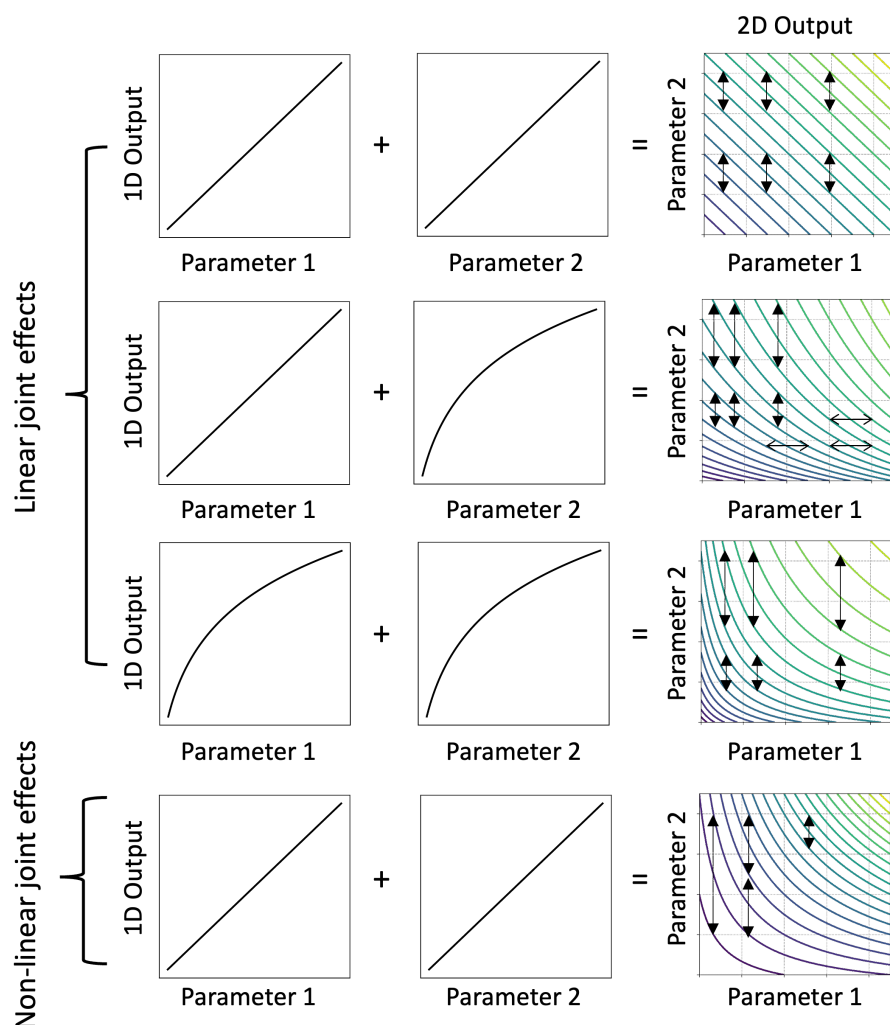 2D Output
Linear joint effects
1D Output
Parameter 1
+
1D Output
Parameter 2
=
Parameter 2
Parameter 1
1D Output
Parameter 1
+
Parameter 2
=
Parameter 2
Parameter 1
1D Output
Parameter 1
+
Parameter 2
=
Parameter 2
Parameter 1
Non-linear joint effects
1D Output
Parameter 1
+
Parameter 2
=
Parameter 2
Parameter 1